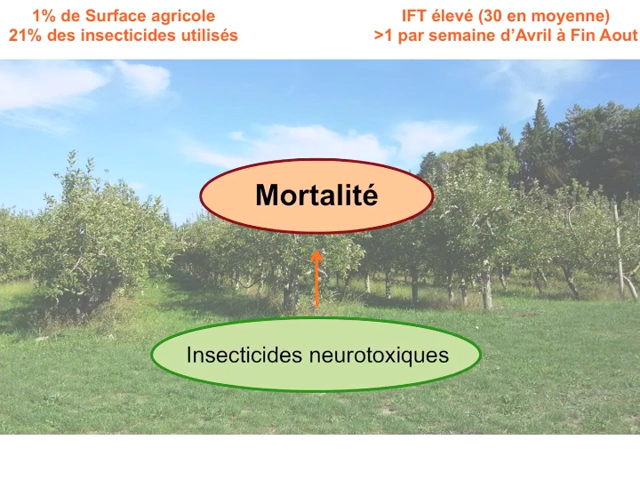 1% de Surface agricole
21% des insecticides utilisés
IFT élevé (30 en moyenne)
>1 par semaine d'Avril à Fin Aout
Mortalité
Insecticides neurotoxiques